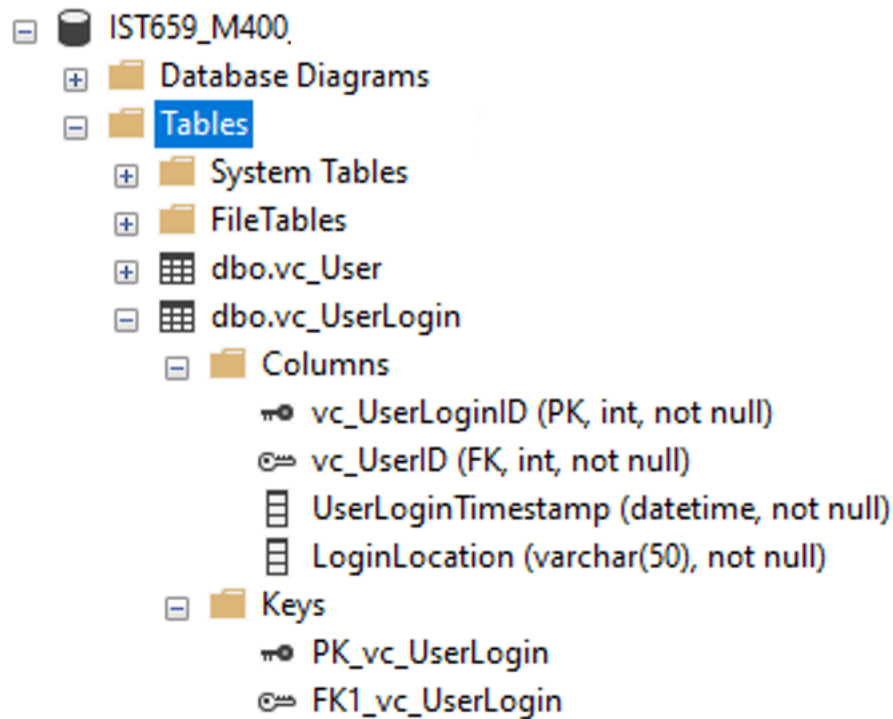 IST659_M400_
Database Diagrams
Tables
System Tables
FileTables
dbo.vc_User
dbo.vc_UserLogin
Columns
vc_UserLoginID (PK, int, not null)
vc_UserID (FK, int, not null)
UserLoginTimestamp (datetime, not null)
LoginLocation (varchar(50), not null)
Keys
PK_vc_UserLogin
FK1_vc_UserLogin